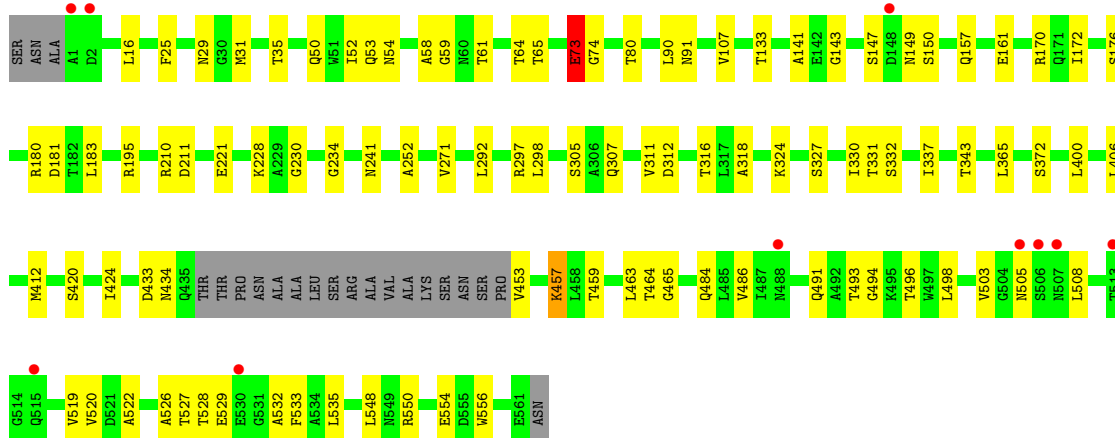 SER ASN ALA A1 D2 L16 F25 N29 G30 M31 T35 Q50 W51 I52 Q53 N54 A58 G59 N60 T61 T64 T65 E73 G74 T80 L90 N91 V107 T133 A141 E142 G143 S147 D148 N149 S150 Q157 E161 R170 Q171 I172 S176
R180 D181 T182 L183 R195 R210 D211 E221 K228 A229 G230 G234 N241 A252 V271 L292 R297 L298 S305 A306 Q307 V311 D312 T316 L317 A318 K324 S327 I330 T331 S332 I337 T343 L365 S372 L400 L406
M412 S420 I424 D433 N434 Q435 THR THR PRO ASN ALA ALA LEU SER ARG ALA VAL ALA LYS SER ASN SER PRO V453 K457 L458 T459 L463 T464 G465 Q484 L485 V486 I487 N488 Q491 A492 T493 G494 K495 T496 W497 L498 V503 G504 N505 S506 N507 L508 T513
G514 Q515 V519 V520 D521 A522 A526 T527 T528 E529 E530 G531 A532 F533 A534 L535 L548 N549 R550 E554 D555 W556 E561 ASN